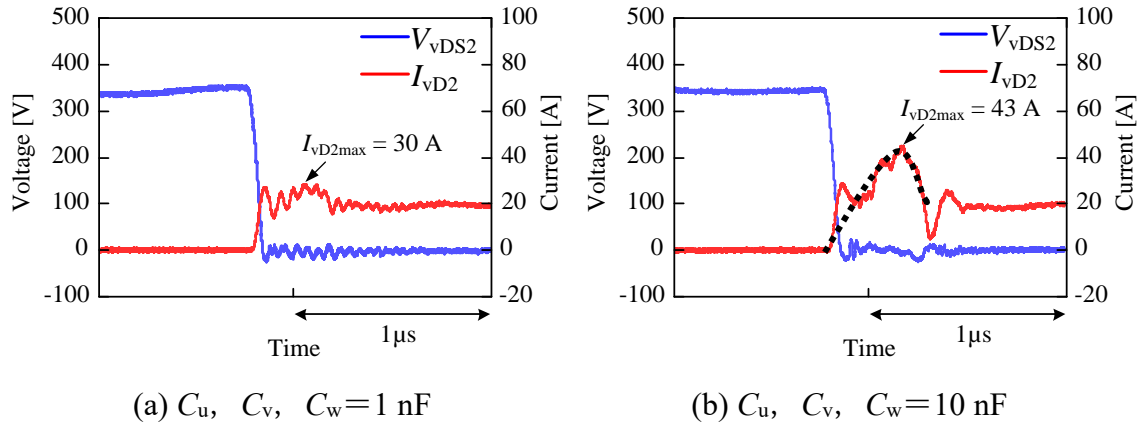 500
400
300
200
100
0
-100
Voltage [V]
100
80
60
40
20
0
-20
Current [A]
VvDS2
IvD2
IvD2max = 30 A
1µs
Time
(a) Cu, Cv, Cw=1 nF
500
400
300
200
100
0
-100
Voltage [V]
100
80
60
40
20
0
-20
Current [A]
VvDS2
IvD2
IvD2max = 43 A
1µs
Time
(b) Cu, Cv, Cw=10 nF